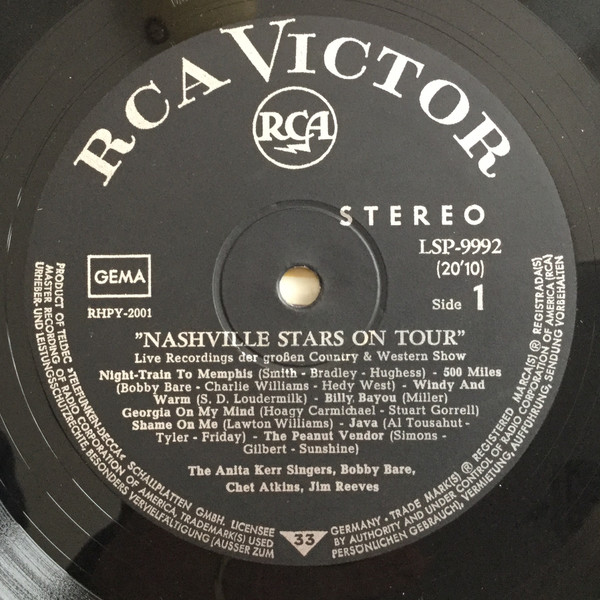 RCA VICTOR
RCA
STEREO
LSP-9992
(20'10)
Side 1
GEMA
RHPY-2001
"NASHVILLE STARS ON TOUR"
Live Recordings der großen Country & Western Show
Night-Train To Memphis (Smith - Bradley - Hughess) - 500 Miles
(Bobby Bare - Charlie Williams - Hedy West) - Windy And
Warm (S. D. Loudermilk) - Billy Bayou (Miller)
Georgia On My Mind (Hoagy Carmichael - Stuart Gorrell)
Shame On Me (Lawton Williams) - Java (Al Tousahut -
Tyler - Friday) - The Peanut Vendor (Simons -
Gilbert - Sunshine)
The Anita Kerr Singers, Bobby Bare,
Chet Atkins, Jim Reeves
33
PRODUCT OF TELDEC »TELEFUNKEN-DECCA« SCHALLPLATTEN GMBH, LICENSEE
MASTER RECORDING OF RADIO CORPORATION OF AMERICA, TRADEMARK(S) USED
URHEBER- UND LEISTUNGSSCHUTZRECHTE, BESONDERS VERVIELFÄLTIGUNG (AUSSER ZUM
GERMANY • TRADE MARK(S) ® REGISTERED MARCA(S) ® REGISTRADA(S)
BY AUTHORITY AND UNDER CONTROL OF RADIO CORPORATION OF AMERICA (RCA)
PERSÖNLICHEN GEBRAUCH), VERMIETUNG, AUFFÜHRUNG, SENDUNG VORBEHALTEN